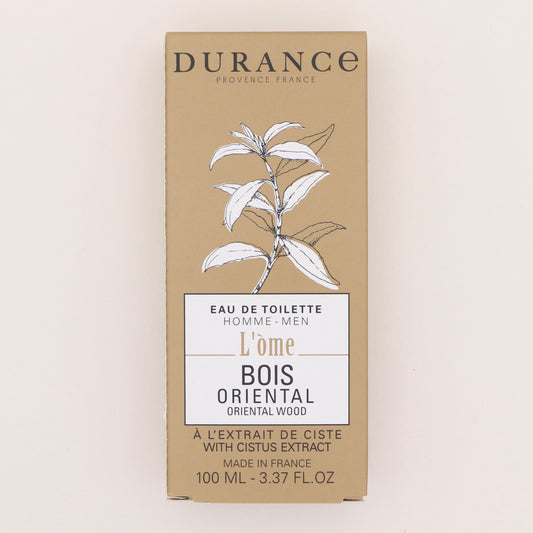 DURANCe
PROVENCE FRANCE
EAU DE TOILETTE
HOMME - MEN
L'òme
BOIS
ORIENTAL
ORIENTAL WOOD
À L'EXTRAIT DE CISTE
WITH CISTUS EXTRACT
MADE IN FRANCE
100 ML - 3.37 FL.OZ